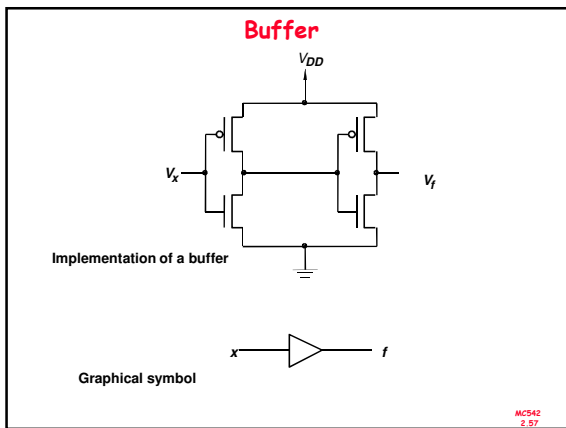 Buffer
VDD
Vx
Vf
Implementation of a buffer
x
f
Graphical symbol
MC542
2.57